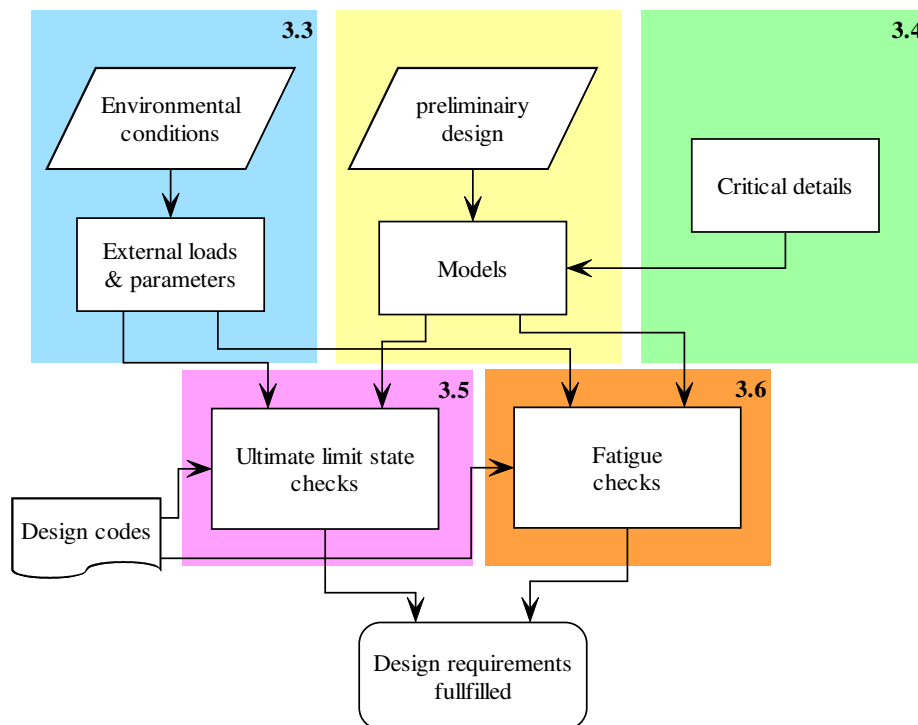 3.3
3.4
Environmental
conditions
preliminairy
design
Critical details
External loads
& parameters
Models
3.5
3.6
Ultimate limit state
checks
Fatigue
checks
Design codes
Design requirements
fullfilled